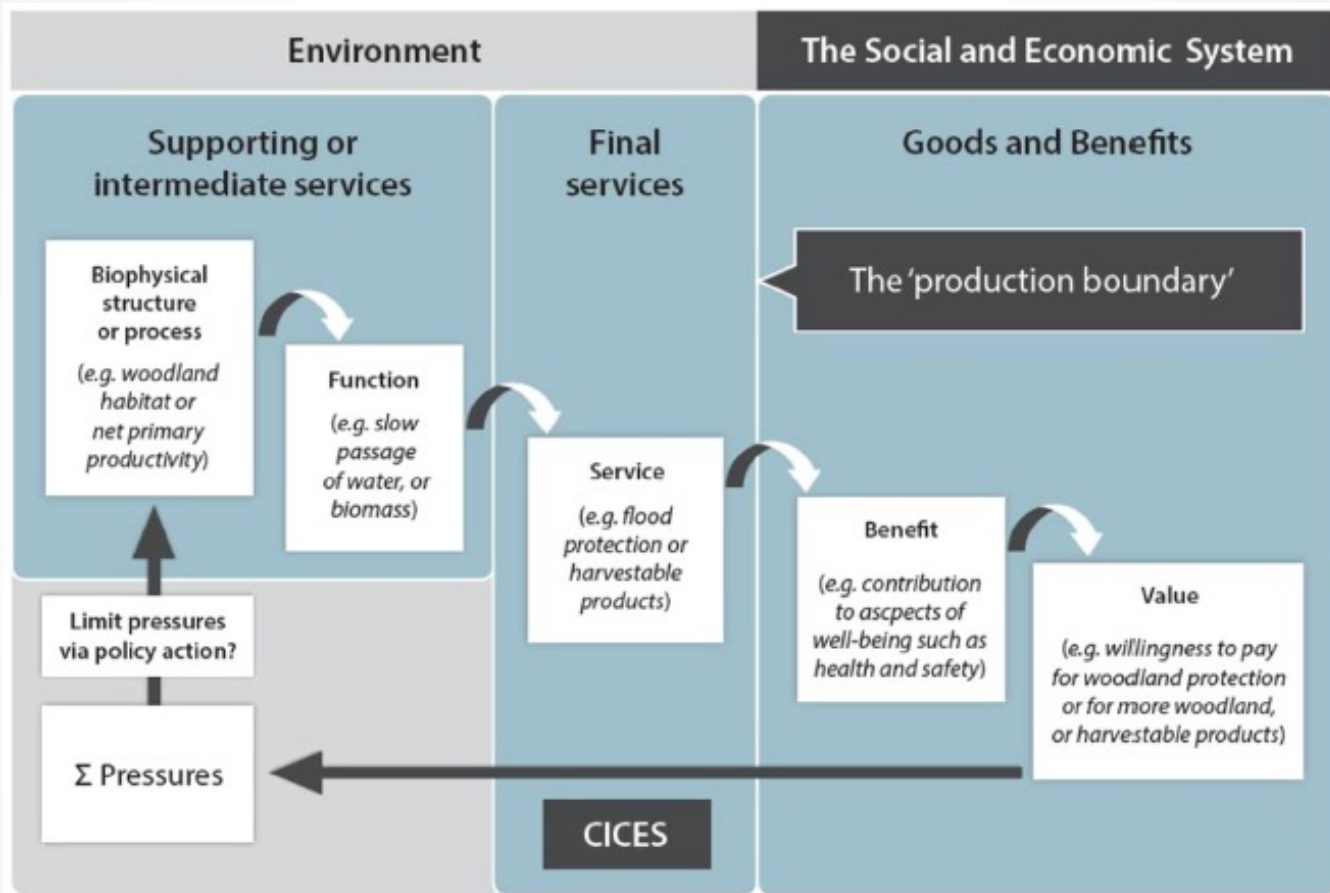 Environment
The Social and Economic System
Supporting or
intermediate services
Final
services
Goods and Benefits
The ‘production boundary’
Biophysical
structure
or process
(e.g. woodland
habitat or
net primary
productivity)
Function
(e.g. slow
passage
of water, or
biomass)
Service
(e.g. flood
protection or
harvestable
products)
Benefit
(e.g. contribution
to ascpects of
well-being such as
health and safety)
Value
(e.g. willingness to pay
for woodland protection
or for more woodland,
or harvestable products)
Limit pressures
via policy action?
Σ Pressures
CICES